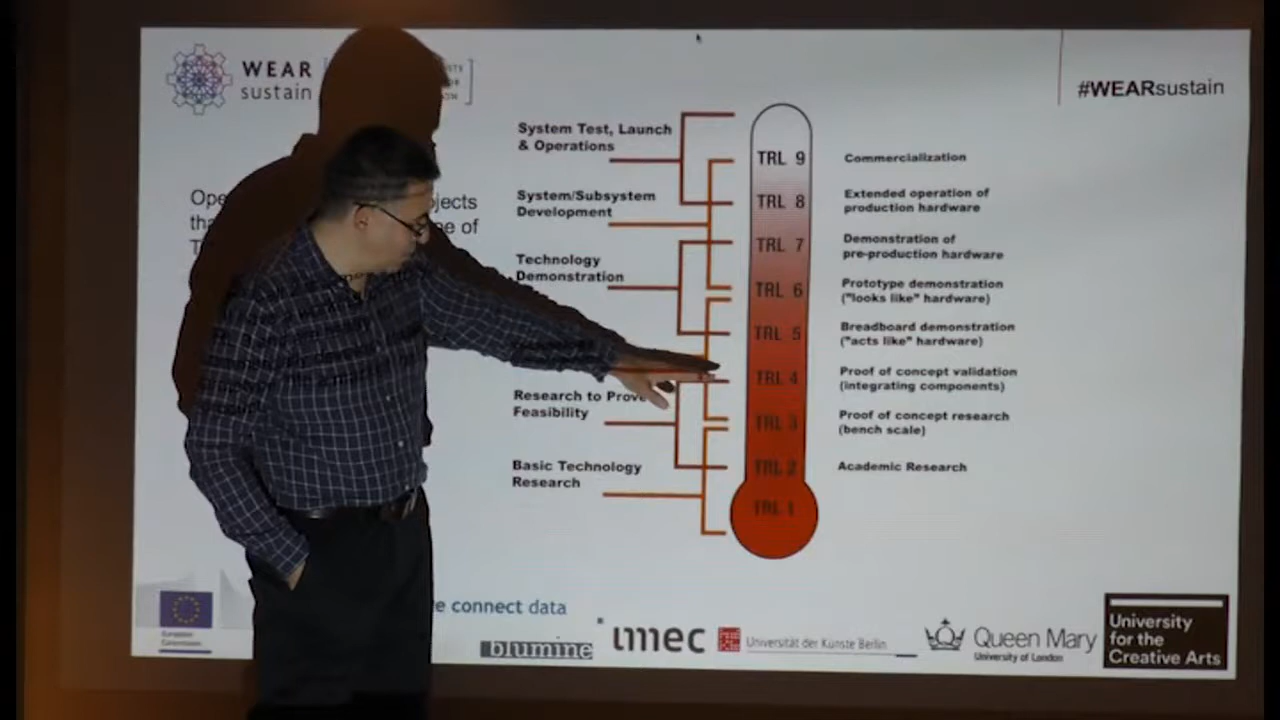 WEAR
sustain
#WEARsustain
System Test, Launch
& Operations
System/Subsystem
Development
Technology
Demonstration
Research to Prove
Feasibility
Basic Technology
Research
TRL 9
TRL 8
TRL 7
TRL 6
TRL 5
TRL 4
TRL 3
TRL 2
TRL 1
Commercialization
Extended operation of
production hardware
Demonstration of
pre-production hardware
Prototype demonstration
("looks like" hardware)
Breadboard demonstration
("acts like" hardware)
Proof of concept validation
(integrating components)
Proof of concept research
(bench scale)
Academic Research
European
Commission
connect data
blumine
imec
Universität der Künste Berlin
Queen Mary
University of London
University
for the
Creative Arts